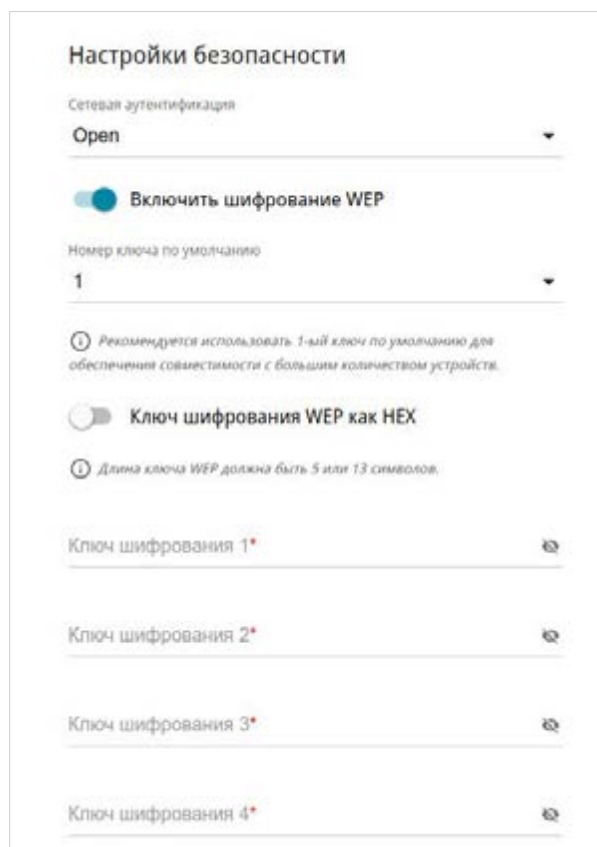 Настройки безопасности
Сетевая аутентификация
Open
Включить шифрование WEP
Номер ключа по умолчанию
1
Рекомендуется использовать 1-ый ключ по умолчанию для
обеспечения совместимости с большим количеством устройств.
Ключ шифрования WEP как HEX
Длина ключа WEP должна быть 5 или 13 символов.
Ключ шифрования 1*
Ключ шифрования 2*
Ключ шифрования 3*
Ключ шифрования 4*